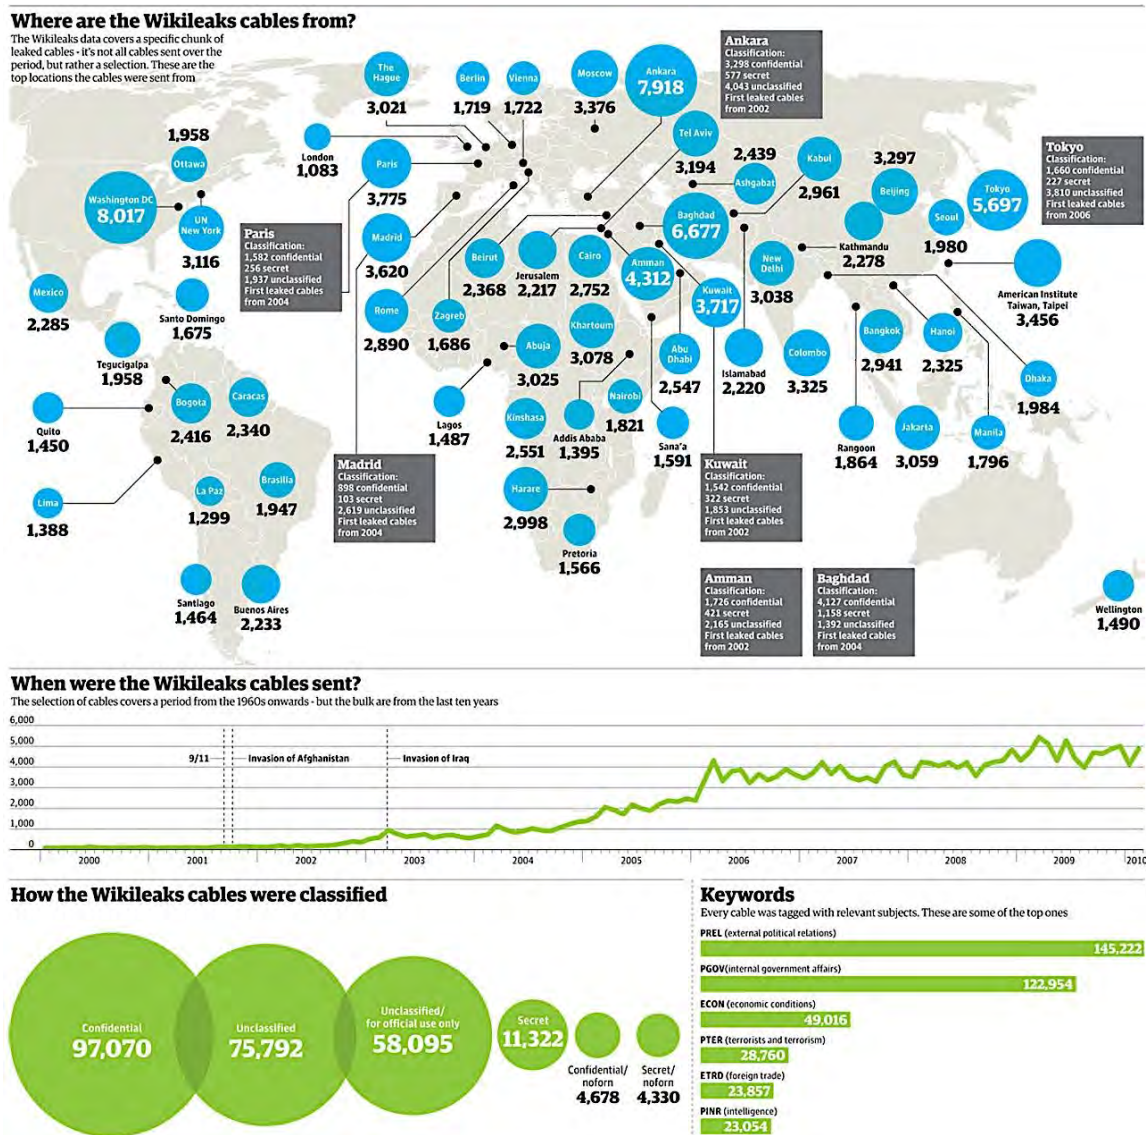 Where are the Wikileaks cables from?
The Wikileaks data covers a specific chunk of
leaked cables - it's not all cables sent over the
period, but rather a selection. These are the
top locations the cables were sent from
The
Hague
3,021
Berlin
1,719
Vienna
1,722
Moscow
3,376
Ankara
7,918
Ankara
Classification:
3,298 confidential
577 secret
4,043 unclassified
First leaked cables
from 2002
1,958
Ottawa
London
1,083
Paris
3,775
Tel Aviv
3,194
2,439
Ashgabat
Kabul
2,961
3,297
Beijing
Tokyo
5,697
Tokyo
Classification:
1,660 confidential
227 secret
3,810 unclassified
First leaked cables
from 2006
Washington DC
8,017
UN
New York
3,116
Paris
Classification:
1,582 confidential
256 secret
1,937 unclassified
First leaked cables
from 2004
Madrid
3,620
Beirut
2,368
Jerusalem
2,217
Cairo
2,752
Baghdad
6,677
Amman
4,312
Kuwait
3,717
New
Delhi
3,038
Kathmandu
2,278
Seoul
1,980
American Institute
Taiwan, Taipei
3,456
Mexico
2,285
Santo Domingo
1,675
Rome
2,890
Zagreb
1,686
Abuja
3,025
Khartoum
3,078
Abu
Dhabi
2,547
Islamabad
2,220
Colombo
3,325
Bangkok
2,941
Hanoi
2,325
Dhaka
1,984
Tegucigalpa
1,958
Quito
1,450
Bogota
2,416
Caracas
2,340
Lagos
1,487
Kinshasa
2,551
Addis Ababa
1,395
Nairobi
1,821
Sana'a
1,591
Rangoon
1,864
Jakarta
3,059
Manila
1,796
Lima
1,388
La Paz
1,299
Brasilia
1,947
Madrid
Classification:
898 confidential
103 secret
2,619 unclassified
First leaked cables
from 2004
Harare
2,998
Pretoria
1,566
Kuwait
Classification:
1,542 confidential
322 secret
1,853 unclassified
First leaked cables
from 2002
Santiago
1,464
Buenos Aires
2,233
Amman
Classification:
1,726 confidential
421 secret
2,165 unclassified
First leaked cables
from 2002
Baghdad
Classification:
4,127 confidential
1,158 secret
1,392 unclassified
First leaked cables
from 2004
Wellington
1,490
When were the Wikileaks cables sent?
The selection of cables covers a period from the 1960s onwards - but the bulk are from the last ten years
6,000
5,000
4,000
3,000
2,000
1,000
0
9/11
Invasion of Afghanistan
Invasion of Iraq
2000 2001 2002 2003 2004 2005 2006 2007 2008 2009 2010
How the Wikileaks cables were classified
Confidential
97,070
Unclassified
75,792
Unclassified/
for official use only
58,095
Secret
11,322
Confidential/
noforn
4,678
Secret/
noforn
4,330
Keywords
Every cable was tagged with relevant subjects. These are some of the top ones
PREL (external political relations)
145,222
PGOV(internal government affairs)
122,954
ECON (economic conditions)
49,016
PTER (terrorists and terrorism)
28,760
ETRD (foreign trade)
23,857
PINR (intelligence)
23,054